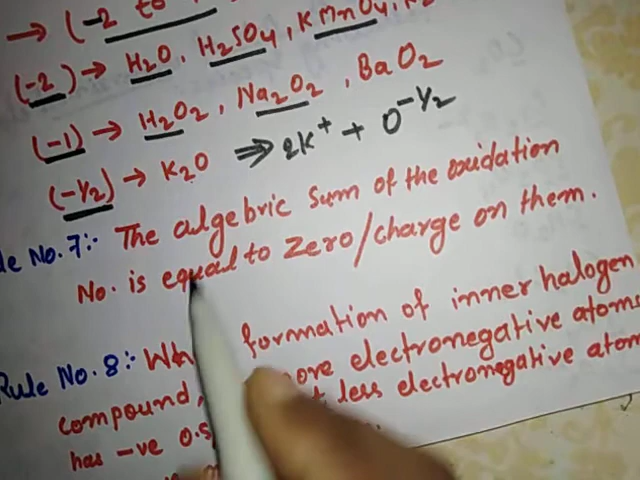 → (-2 to
(-2) → H2O, H2SO4, KMnO4,
(-1) → H2O2, Na2O2, BaO2
(-1/2) → K2O ⇒ 2K+ + O-1/2
No. 7:- The algebric sum of the oxidation
No. is equal to zero/charge on them.
Rule No. 8:- formation of inner halogen
compound, electronegative atom
has -ve less electronegative atom